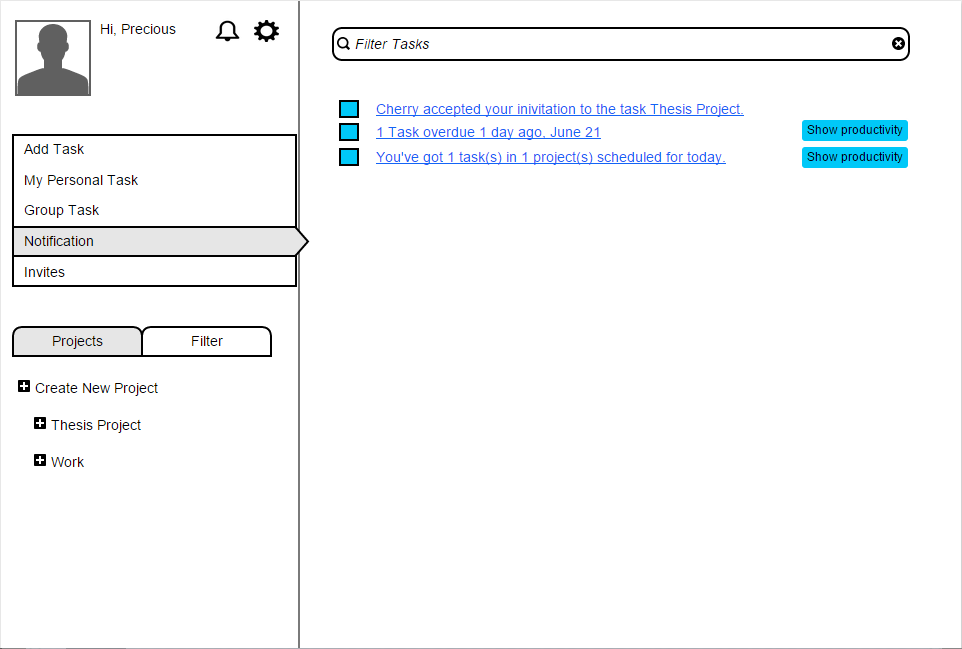 Hi, Precious
Filter Tasks
Add Task
My Personal Task
Group Task
Notification
Invites
Projects
Filter
Create New Project
Thesis Project
Work
Cherry accepted your inivitation to the task Thesis Project.
1 Task overdue 1 day ago, June 21
Show productivity
You've got 1 task(s) in 1 project(s) scheduled for today.
Show productivity